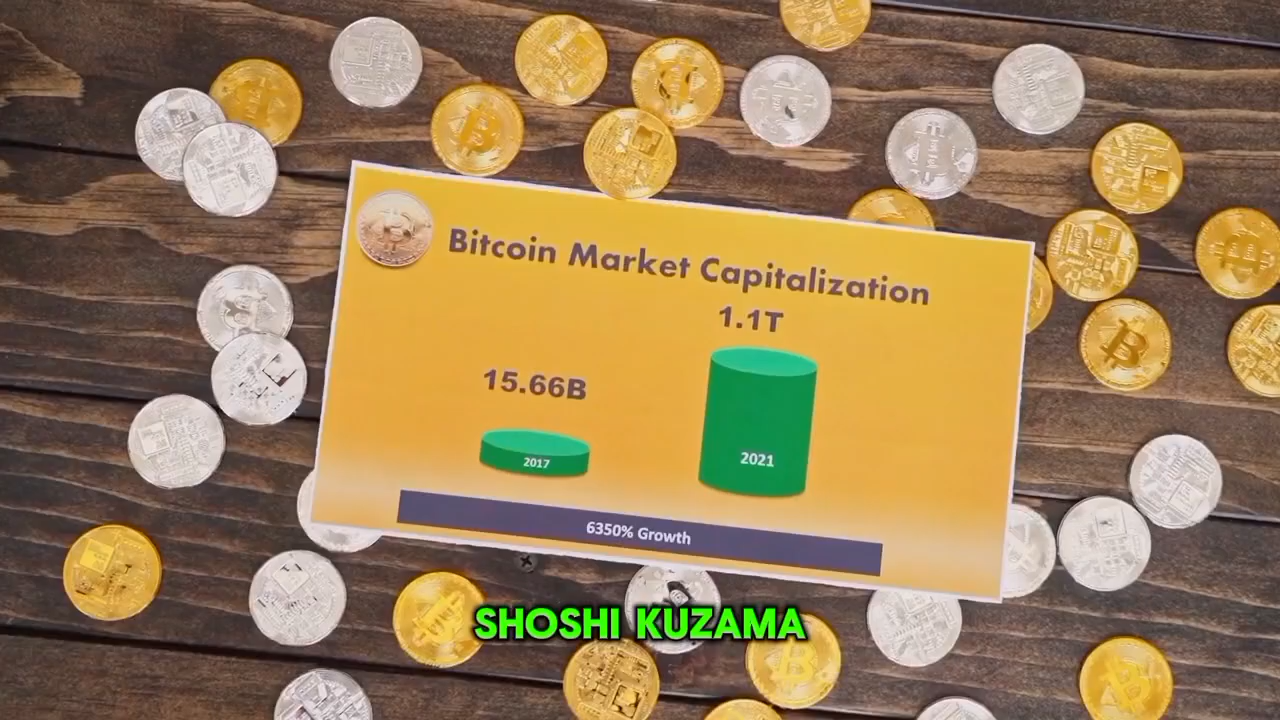 Bitcoin Market Capitalization
1.1T
15.66B
2017
2021
6350% Growth
SHOSHI KUZAMA